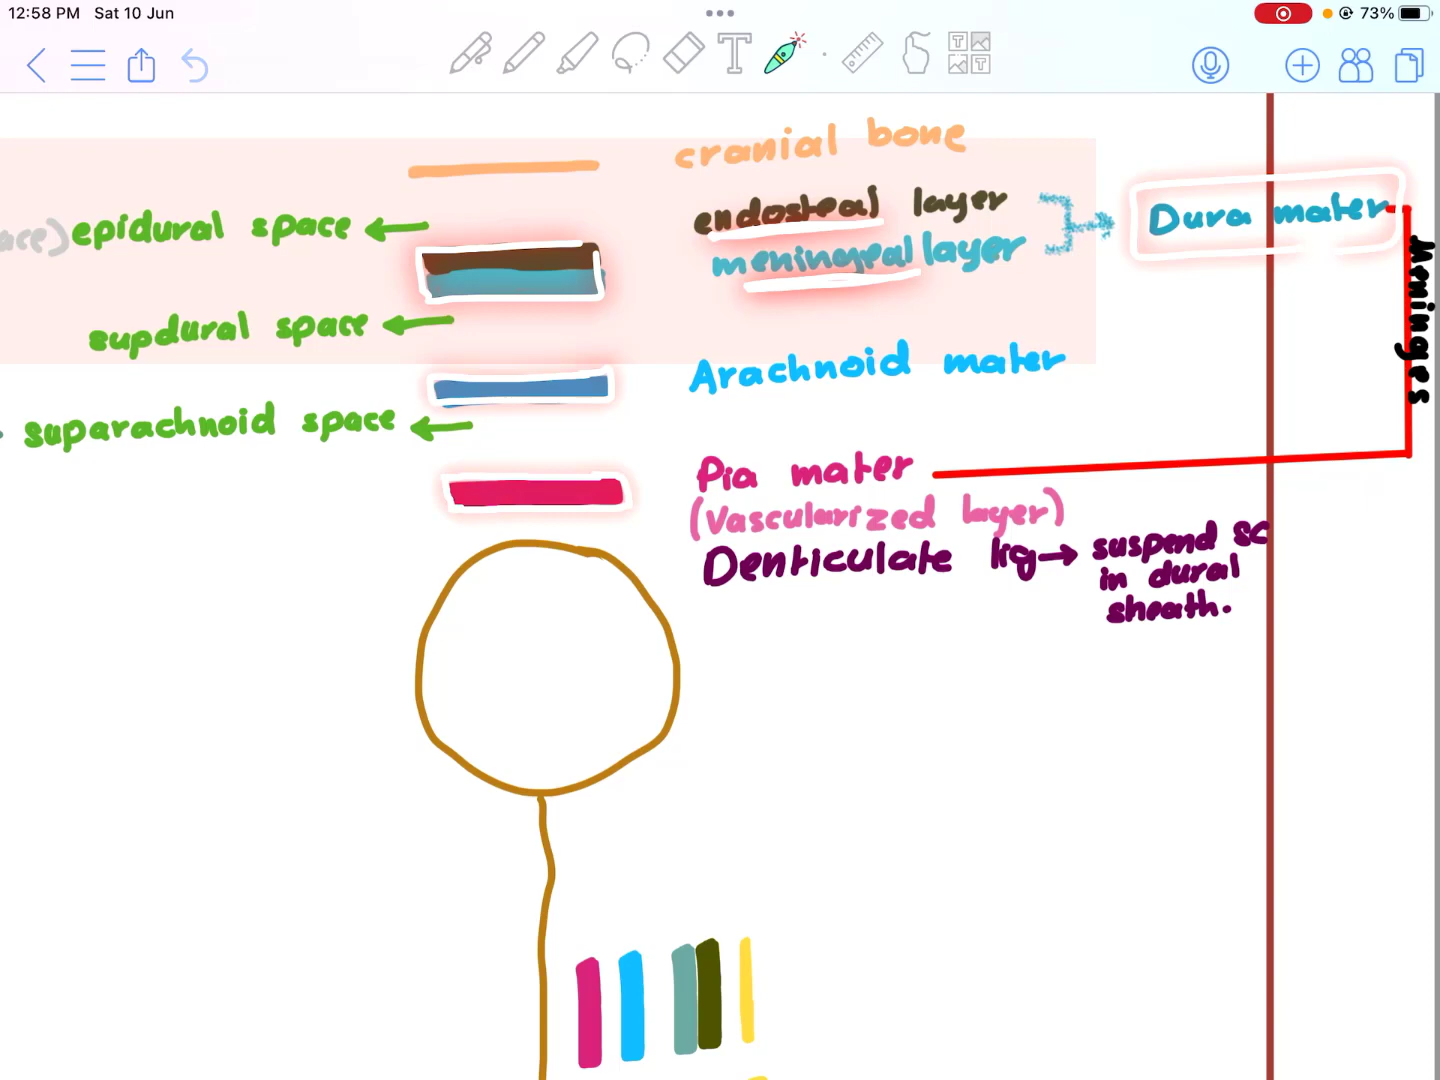 12:58 PM Sat 10 Jun
73%
cranial bone
endosteal layer
meningeal layer
Dura mater
Meninges
ace) epidural space
supdural space
Arachnoid mater
suparachnoid space
Pia mater
(Vascularized layer)
Denticulate lig → suspend SC
in dural
sheath.